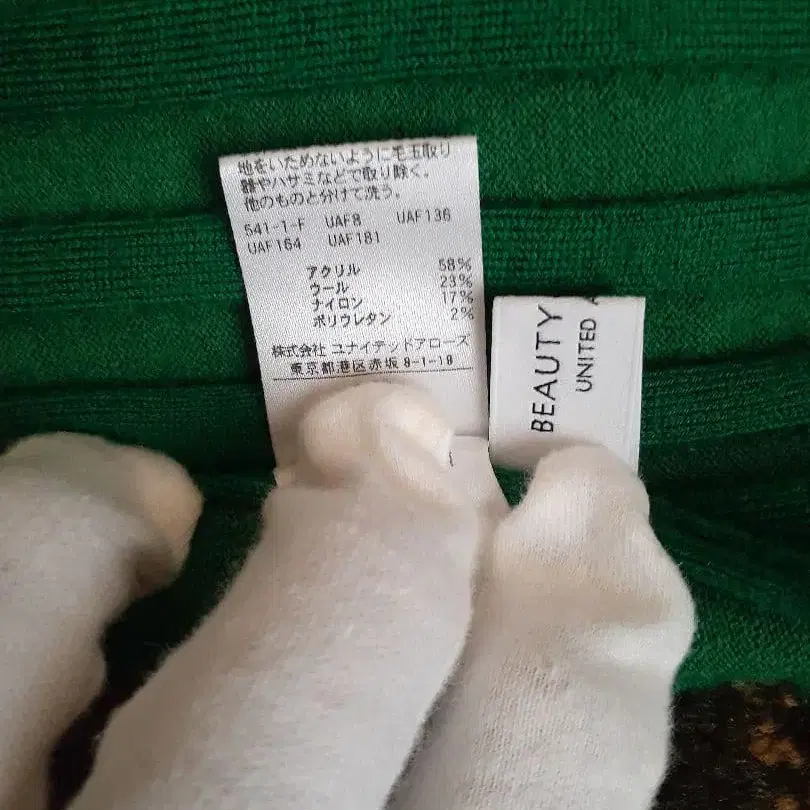 地をいためないように毛玉取り
器やハサミなどで取り除く。
他のものと分けて洗う。
541-1-F UAF8 UAF136
UAF164 UAF181
アクリル 58%
ウール 23%
ナイロン 17%
ポリウレタン 2%
株式会社 ユナイテッドアローズ
東京都港区赤坂 8-1-19
BEAUTY
UNITED A